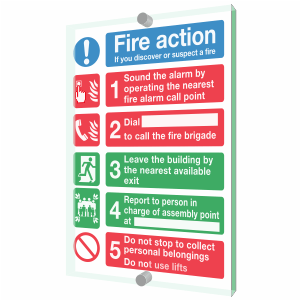 Fire action
If you discover or suspect a fire
1 Sound the alarm by
operating the nearest
fire alarm call point
2 Dial
to call the fire brigade
3 Leave the building by
the nearest available
exit
4 Report to person in
charge of assembly point
at
5 Do not stop to collect
personal belongings
Do not use lifts